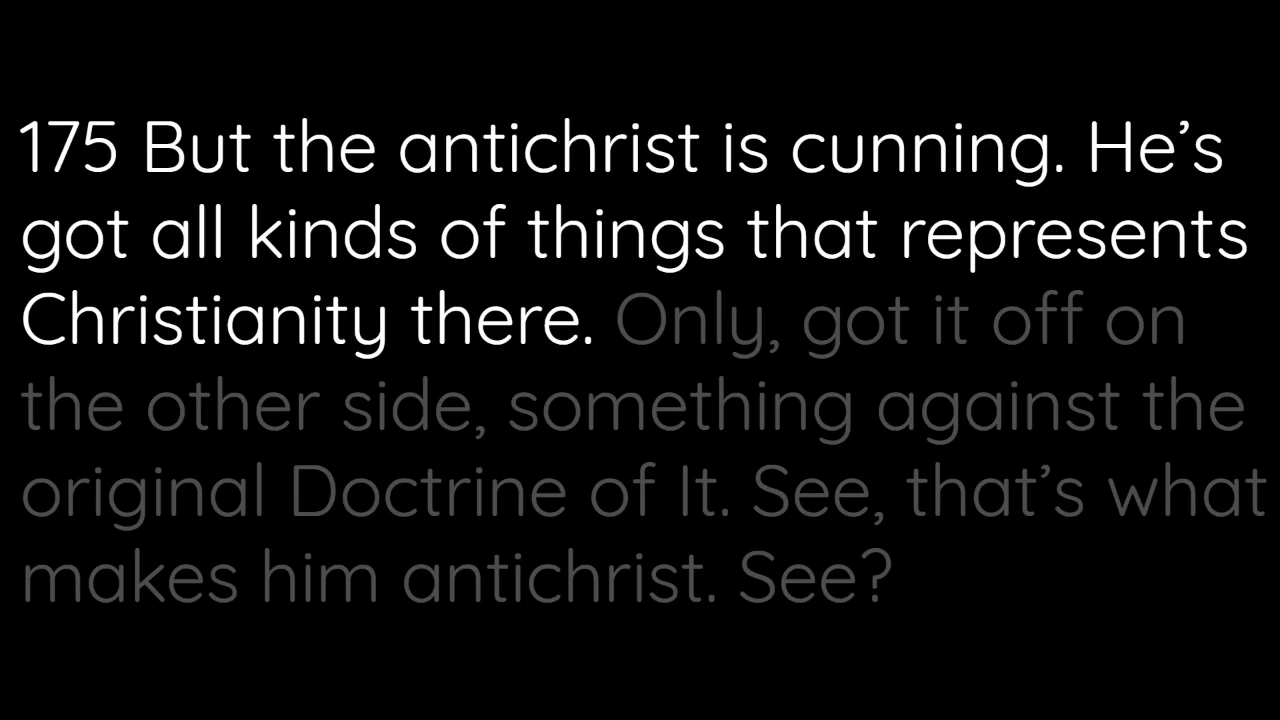 175 But the antichrist is cunning. He’s
got all kinds of things that represents
Christianity there. Only, got it off on
the other side, something against the
original Doctrine of It. See, that’s what
makes him antichrist. See?